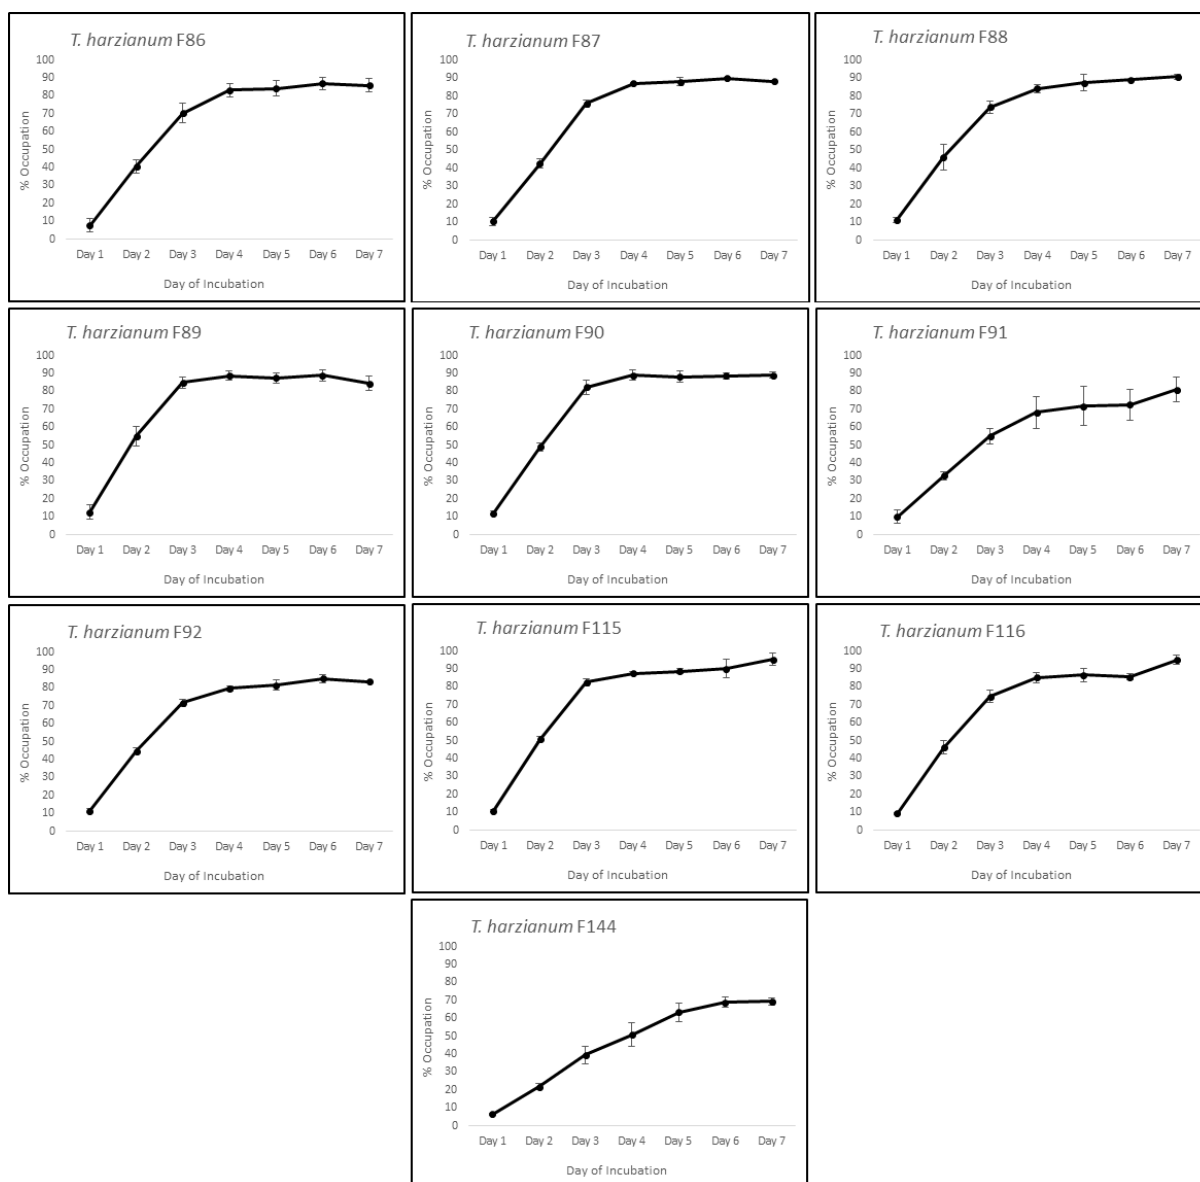 T. harzianum F86
100
90
80
70
60
50
40
30
20
10
0
% Occupation
Day 1 Day 2 Day 3 Day 4 Day 5 Day 6 Day 7
Day of Incubation
T. harzianum F87
100
90
80
70
60
50
40
30
20
10
0
% Occupation
Day 1 Day 2 Day 3 Day 4 Day 5 Day 6 Day 7
Day of Incubation
T. harzianum F88
100
90
80
70
60
50
40
30
20
10
0
% Occupation
Day 1 Day 2 Day 3 Day 4 Day 5 Day 6 Day 7
Day of Incubation
T. harzianum F89
100
90
80
70
60
50
40
30
20
10
0
% Occupation
Day 1 Day 2 Day 3 Day 4 Day 5 Day 6 Day 7
Day of Incubation
T. harzianum F90
100
90
80
70
60
50
40
30
20
10
0
% Occupation
Day 1 Day 2 Day 3 Day 4 Day 5 Day 6 Day 7
Day of Incubation
T. harzianum F91
100
90
80
70
60
50
40
30
20
10
0
% Occupation
Day 1 Day 2 Day 3 Day 4 Day 5 Day 6 Day 7
Day of Incubation
T. harzianum F92
100
90
80
70
60
50
40
30
20
10
0
% Occupation
Day 1 Day 2 Day 3 Day 4 Day 5 Day 6 Day 7
Day of Incubation
T. harzianum F115
100
90
80
70
60
50
40
30
20
10
0
% Occupation
Day 1 Day 2 Day 3 Day 4 Day 5 Day 6 Day 7
Day of Incubation
T. harzianum F116
100
90
80
70
60
50
40
30
20
10
0
% Occupation
Day 1 Day 2 Day 3 Day 4 Day 5 Day 6 Day 7
Day of Incubation
T. harzianum F144
100
90
80
70
60
50
40
30
20
10
0
% Occupation
Day 1 Day 2 Day 3 Day 4 Day 5 Day 6 Day 7
Day of Incubation